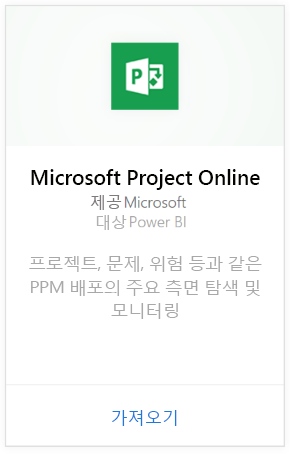 P
Microsoft Project Online
제공 Microsoft
대상 Power BI
프로젝트, 문제, 위험 등과 같은
PPM 배포의 주요 측면 탐색 및
모니터링
가져오기